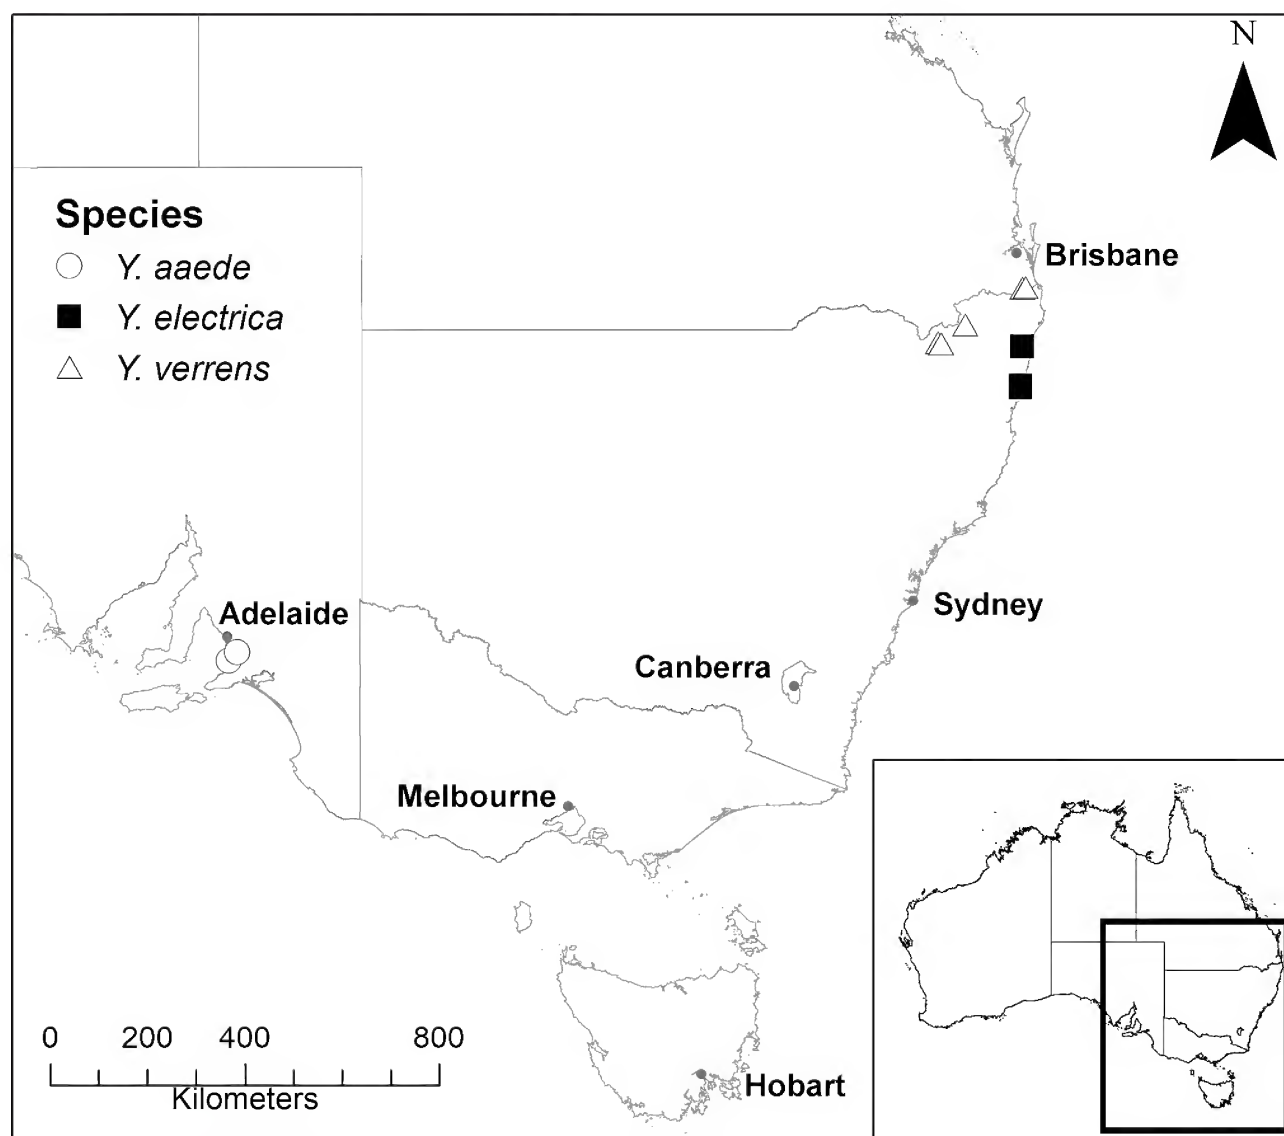 N
Species
Y. aaede
Y. electrica
Y. verrens
Brisbane
Adelaide
Sydney
Canberra
Melbourne
0 200 400 800
Kilometers
Hobart